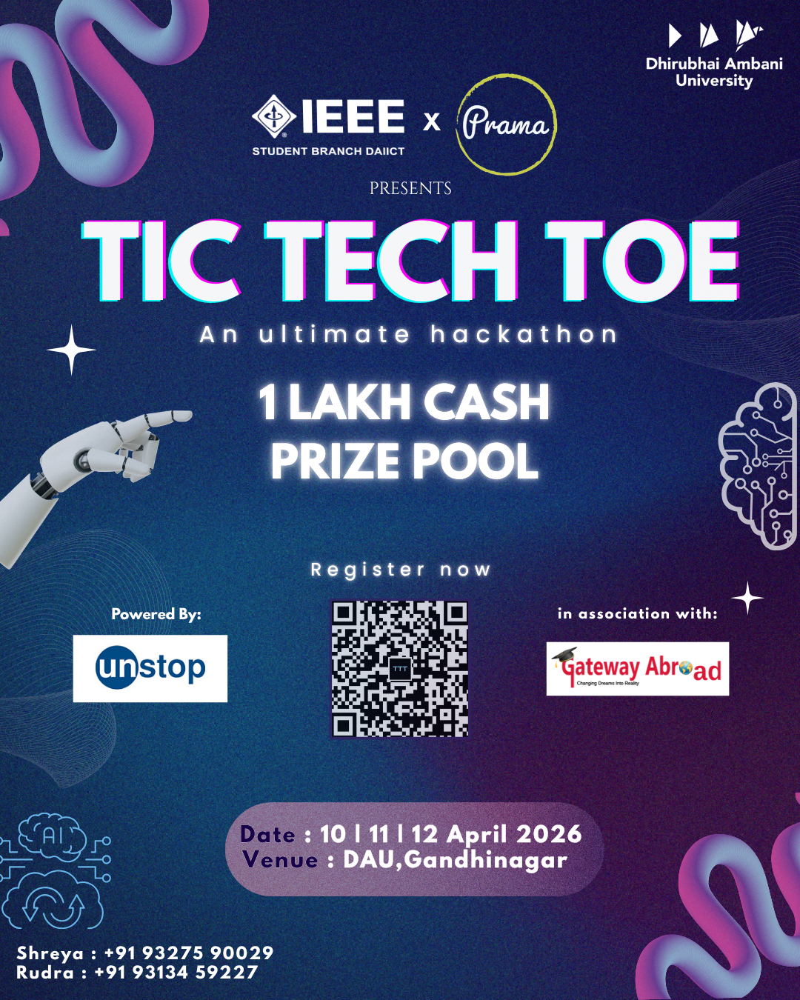 Dhirubhai Ambani
University
IEEE x Prama
STUDENT BRANCH DAIICT
PRESENTS
TIC TECH TOE
An ultimate hackathon
1 LAKH CASH
PRIZE POOL
Register now
Powered By:
unstop
TTT
in association with:
Gateway Abroad
Changing Dreams Into Reality
Date : 10 | 11 | 12 April 2026
Venue : DAU,Gandhinagar
AI
Shreya : +91 93275 90029
Rudra : +91 93134 59227